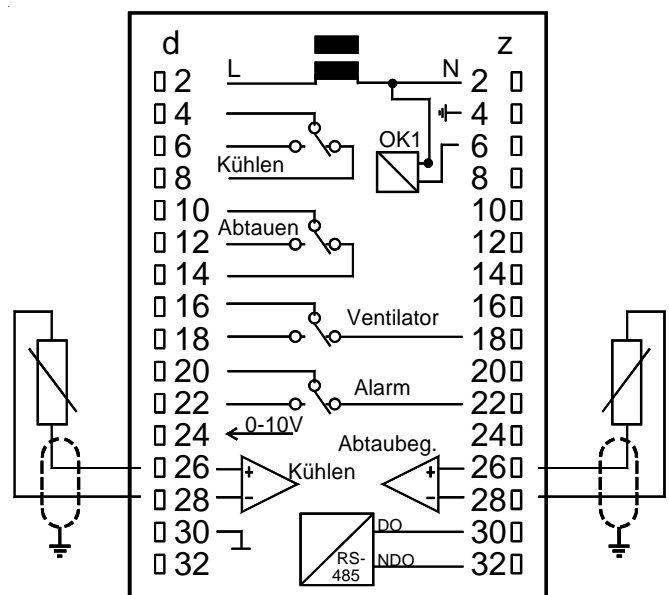 d z
2 L N 2
4 4
6 OK1 6
Kühlen
8 8
10 10
Abtauen
12 12
14 14
16 16
Ventilator
18 18
20 20
Alarm
22 22
24 0-10V 24
Abtaubeg.
26 + Kühlen + 26
28 - - 28
30 DO 30
RS-
485
32 NDO 32